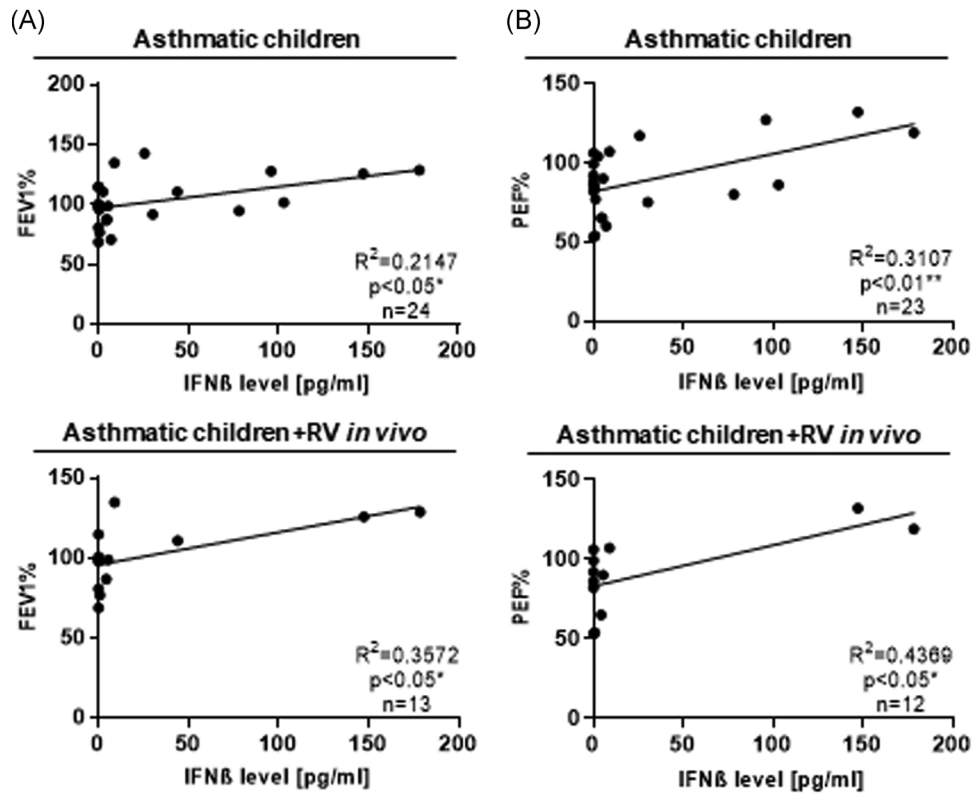 (A)
Asthmatic children
200
150
100
50
0
FEV1%
R²=0.2147
p<0.05*
n=24
0 50 100 150 200
IFNß level [pg/ml]
(B)
Asthmatic children
150
100
50
0
PEF%
R²=0.3107
p<0.01**
n=23
0 50 100 150 200
IFNß level [pg/ml]
Asthmatic children+RV in vivo
150
100
50
0
FEV1%
R²=0.3572
p<0.05*
n=13
0 50 100 150 200
IFNß level [pg/ml]
Asthmatic children+RV in vivo
150
100
50
0
PEF%
R²=0.4369
p<0.05*
n=12
0 50 100 150 200
IFNß level [pg/ml]